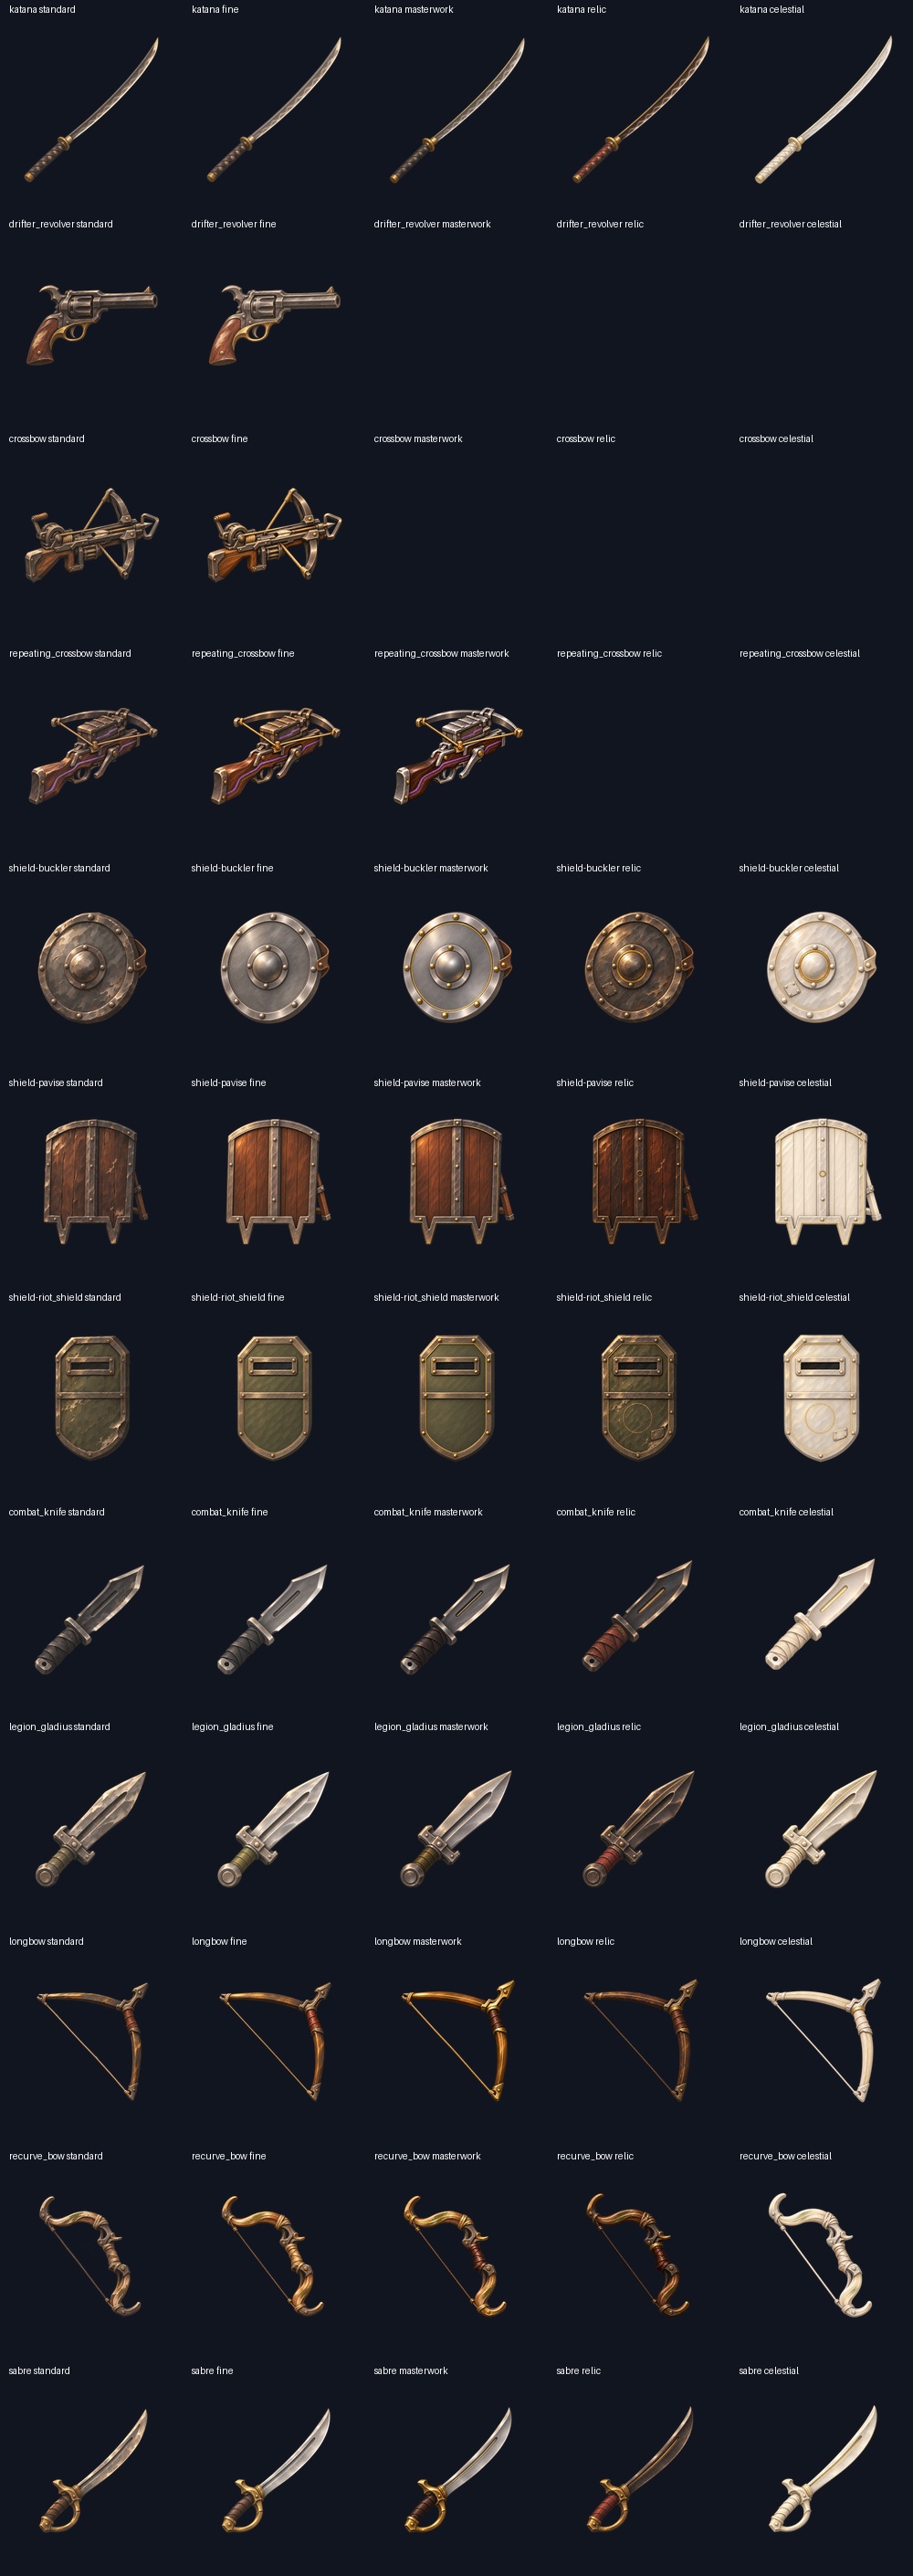 katana standard katana fine katana masterwork katana relic katana celestial
drifter_revolver standard drifter_revolver fine drifter_revolver masterwork drifter_revolver relic drifter_revolver celestial
crossbow standard crossbow fine crossbow masterwork crossbow relic crossbow celestial
repeating_crossbow standard repeating_crossbow fine repeating_crossbow masterwork repeating_crossbow relic repeating_crossbow celestial
shield-buckler standard shield-buckler fine shield-buckler masterwork shield-buckler relic shield-buckler celestial
shield-pavise standard shield-pavise fine shield-pavise masterwork shield-pavise relic shield-pavise celestial
shield-riot_shield standard shield-riot_shield fine shield-riot_shield masterwork shield-riot_shield relic shield-riot_shield celestial
combat_knife standard combat_knife fine combat_knife masterwork combat_knife relic combat_knife celestial
legion_gladius standard legion_gladius fine legion_gladius masterwork legion_gladius relic legion_gladius celestial
longbow standard longbow fine longbow masterwork longbow relic longbow celestial
recurve_bow standard recurve_bow fine recurve_bow masterwork recurve_bow relic recurve_bow celestial
sabre standard sabre fine sabre masterwork sabre relic sabre celestial